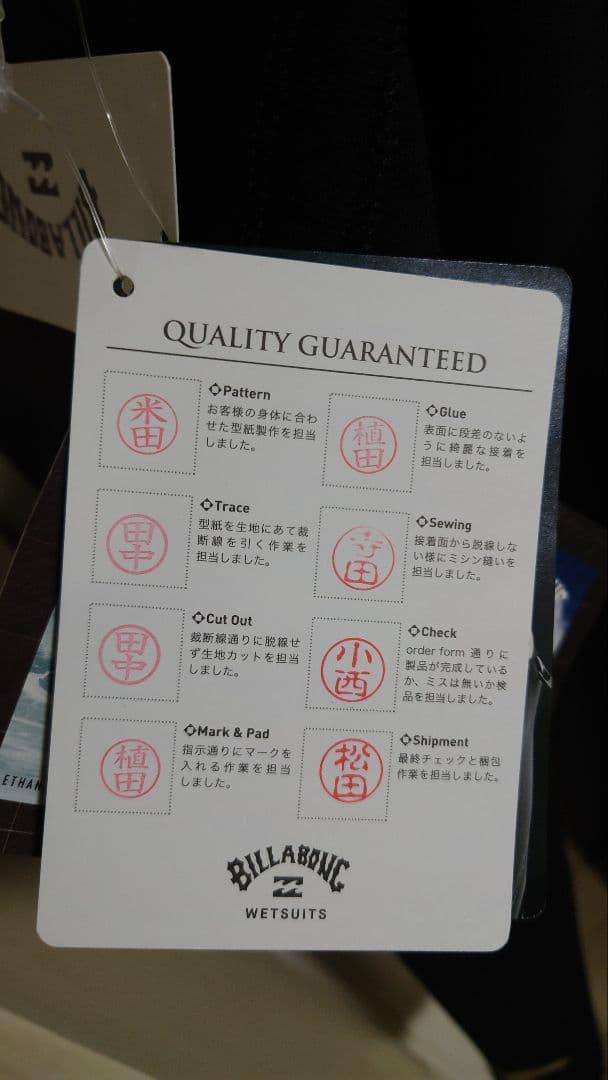 BILLABONG
QUALITY GUARANTEED
米田
◇Pattern
お客様の身体に合わ
せた型紙製作を担当
しました。
田中
◇Trace
型紙を生地にあて裁
断線を引く作業を
担当しました。
田中
◇Cut Out
裁断線通りに脱線せ
ず生地カットを担当
しました。
植田
◇Mark & Pad
指示通りにマークを
入れる作業を担当
しました。
植田
◇Glue
表面に段差のないよ
うに綺麗な接着を
担当しました。
寺田
◇Sewing
接着面から脱線しな
い様にミシン縫いを
担当しました。
小西
◇Check
order form 通りに
製品が完成している
か、ミスは無いか検
品を担当しました。
松田
◇Shipment
最終チェックと梱包
作業を担当しました。
BILLABONG
WETSUITS
ETHAN